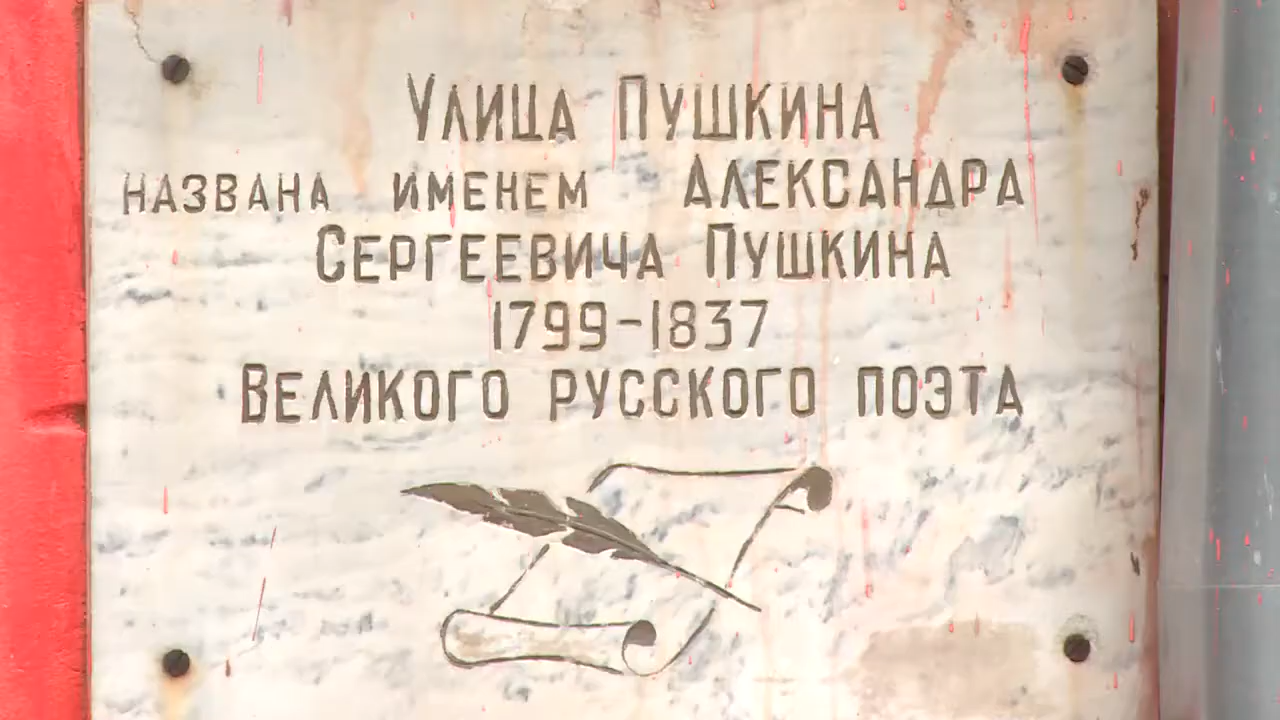 Улица Пушкина
названа именем Александра
Сергеевича Пушкина
1799-1837
Великого русского поэта